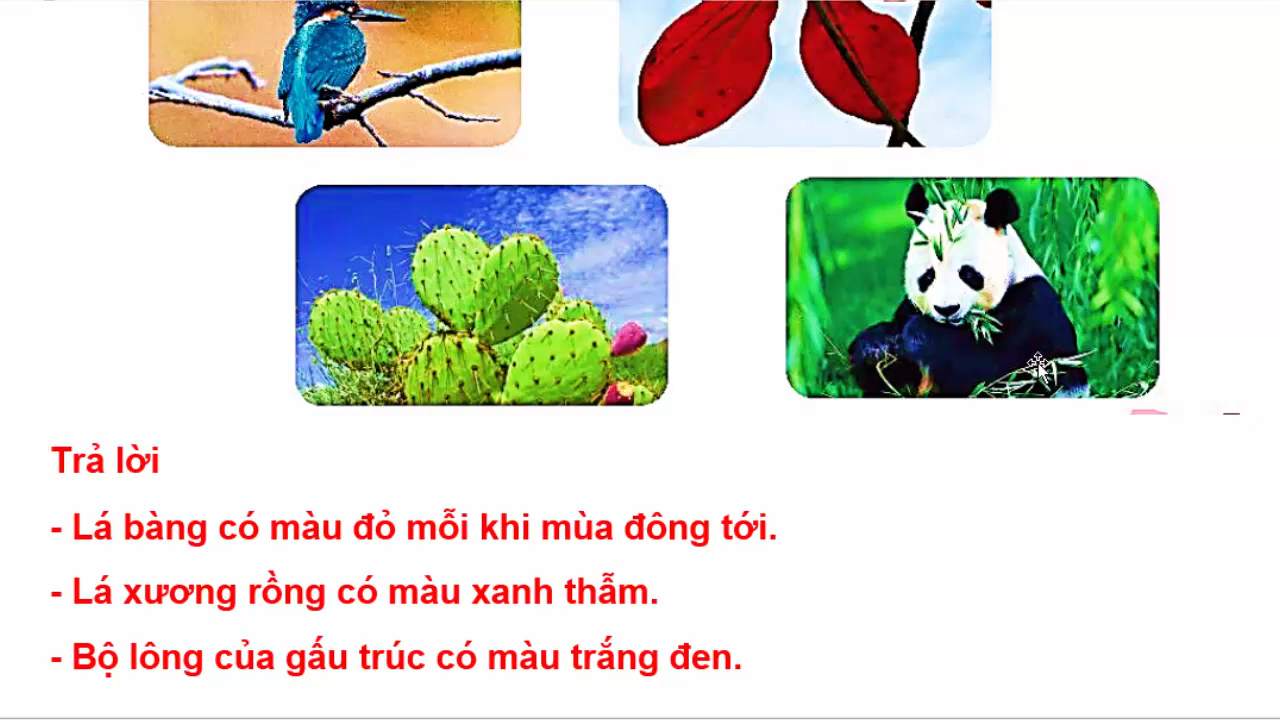 Trả lời
- Lá bàng có màu đỏ mỗi khi mùa đông tới.
- Lá xương rồng có màu xanh thẫm.
- Bộ lông của gấu trúc có màu trắng đen.